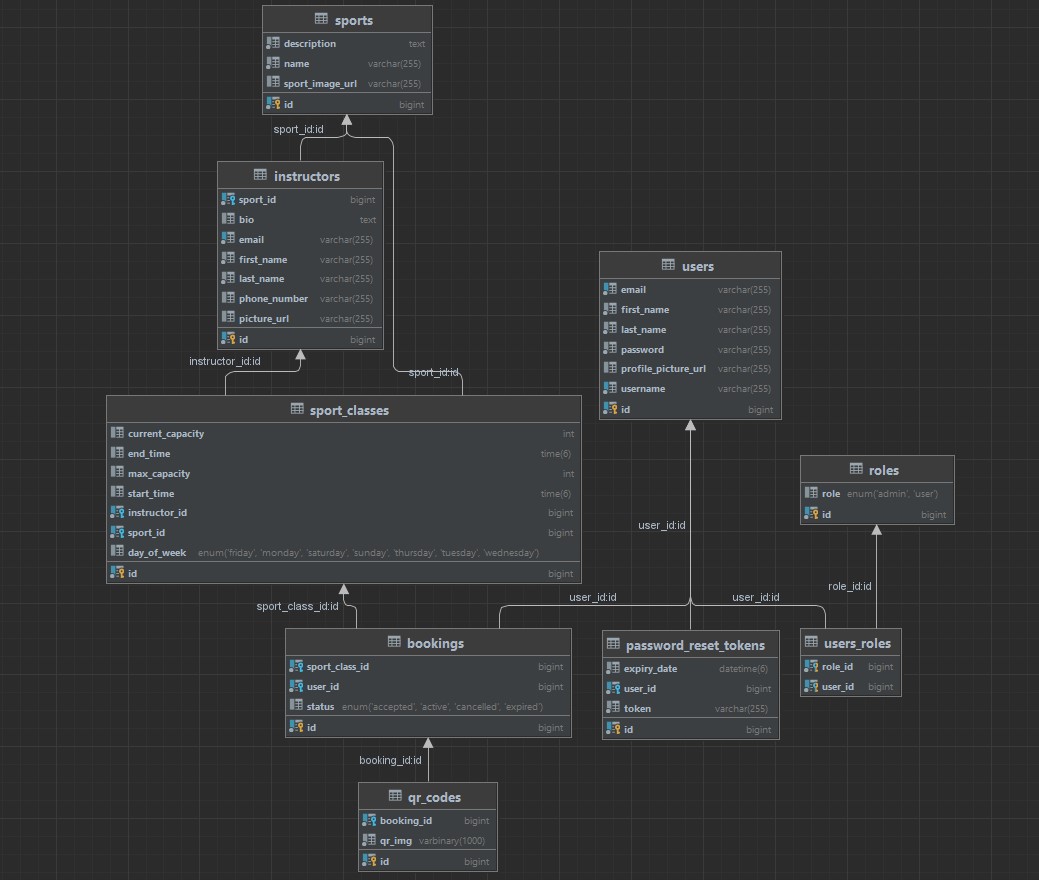 sports
description text
name varchar(255)
sport_image_url varchar(255)
id bigint
sport_id:id
instructors
sport_id bigint
bio text
email varchar(255)
first_name varchar(255)
last_name varchar(255)
phone_number varchar(255)
picture_url varchar(255)
id bigint
instructor_id:id
sport_id:id
sport_classes
current_capacity int
end_time time(6)
max_capacity int
start_time time(6)
instructor_id bigint
sport_id bigint
day_of_week enum('friday', 'monday', 'saturday', 'sunday', 'thursday', 'tuesday', 'wednesday')
id bigint
users
email varchar(255)
first_name varchar(255)
last_name varchar(255)
password varchar(255)
profile_picture_url varchar(255)
username varchar(255)
id bigint
roles
role enum('admin', 'user')
id bigint
user_id:id
role_id:id
sport_class_id:id
user_id:id
user_id:id
bookings
sport_class_id bigint
user_id bigint
status enum('accepted', 'active', 'cancelled', 'expired')
id bigint
password_reset_tokens
expiry_date datetime(6)
user_id bigint
token varchar(255)
id bigint
users_roles
role_id bigint
user_id bigint
booking_id:id
qr_codes
booking_id bigint
qr_img varbinary(1000)
id bigint